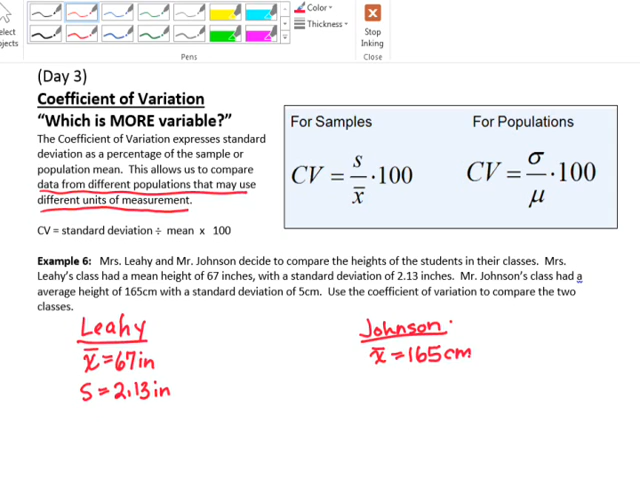 elect
bjects
Color
Thickness
Stop
Inking
Pens
Close
(Day 3)
Coefficient of Variation
“Which is MORE variable?”
The Coefficient of Variation expresses standard
deviation as a percentage of the sample or
population mean. This allows us to compare
data from different populations that may use
different units of measurement.
CV = standard deviation ÷ mean x 100
For Samples
For Populations
CV = s / x̄ · 100
CV = σ / μ · 100
Example 6: Mrs. Leahy and Mr. Johnson decide to compare the heights of the students in their classes. Mrs.
Leahy’s class had a mean height of 67 inches, with a standard deviation of 2.13 inches. Mr. Johnson’s class had a
average height of 165cm with a standard deviation of 5cm. Use the coefficient of variation to compare the two
classes.
Leahy
x̄ = 67in
S = 2.13 in
Johnson
x̄ = 165 cm